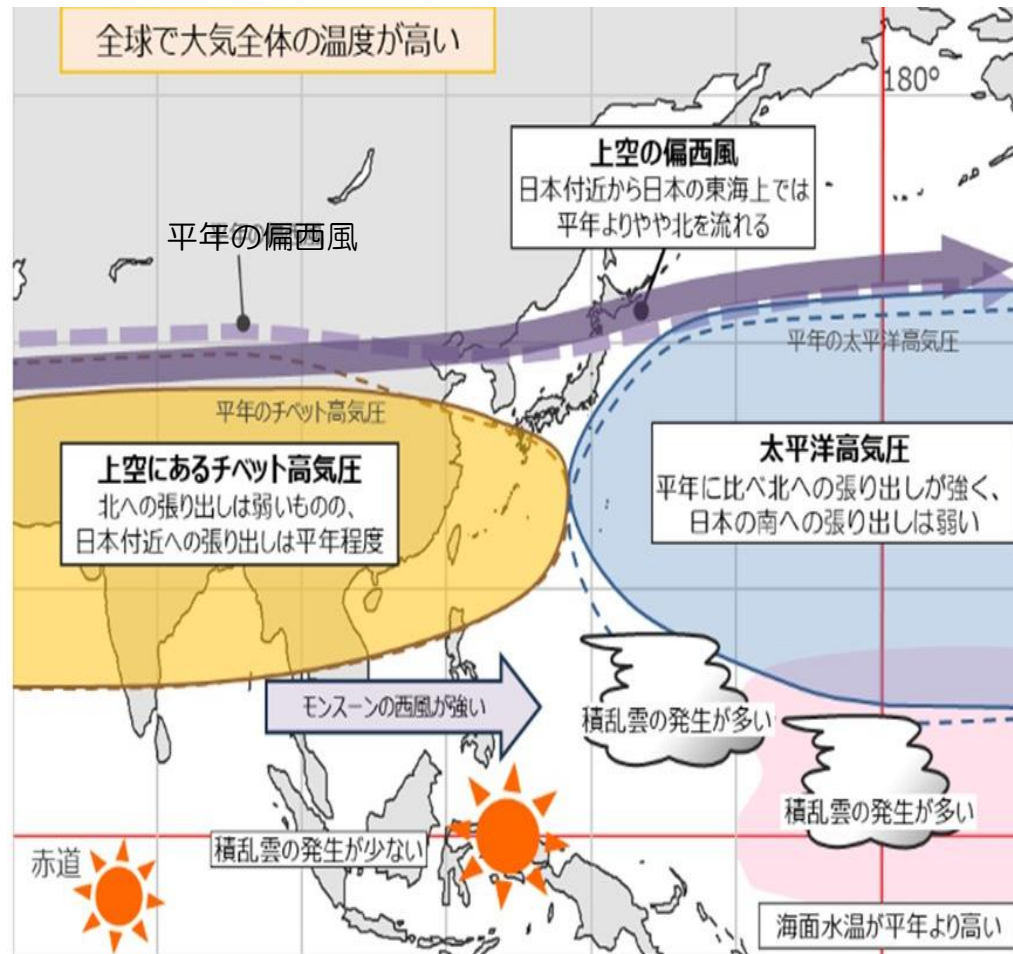 全球で大気全体の温度が高い
180°
上空の偏西風
日本付近から日本の東海上では
平年よりやや北を流れる
平年の偏西風
平年の太平洋高気圧
平年のチベット高気圧
上空にあるチベット高気圧
北への張り出しは弱いものの、
日本付近への張り出しは平年程度
太平洋高気圧
平年に比べ北への張り出しが強く、
日本の南への張り出しは弱い
モンスーンの西風が強い
積乱雲の発生が多い
積乱雲の発生が多い
積乱雲の発生が少ない
赤道
海面水温が平年より高い